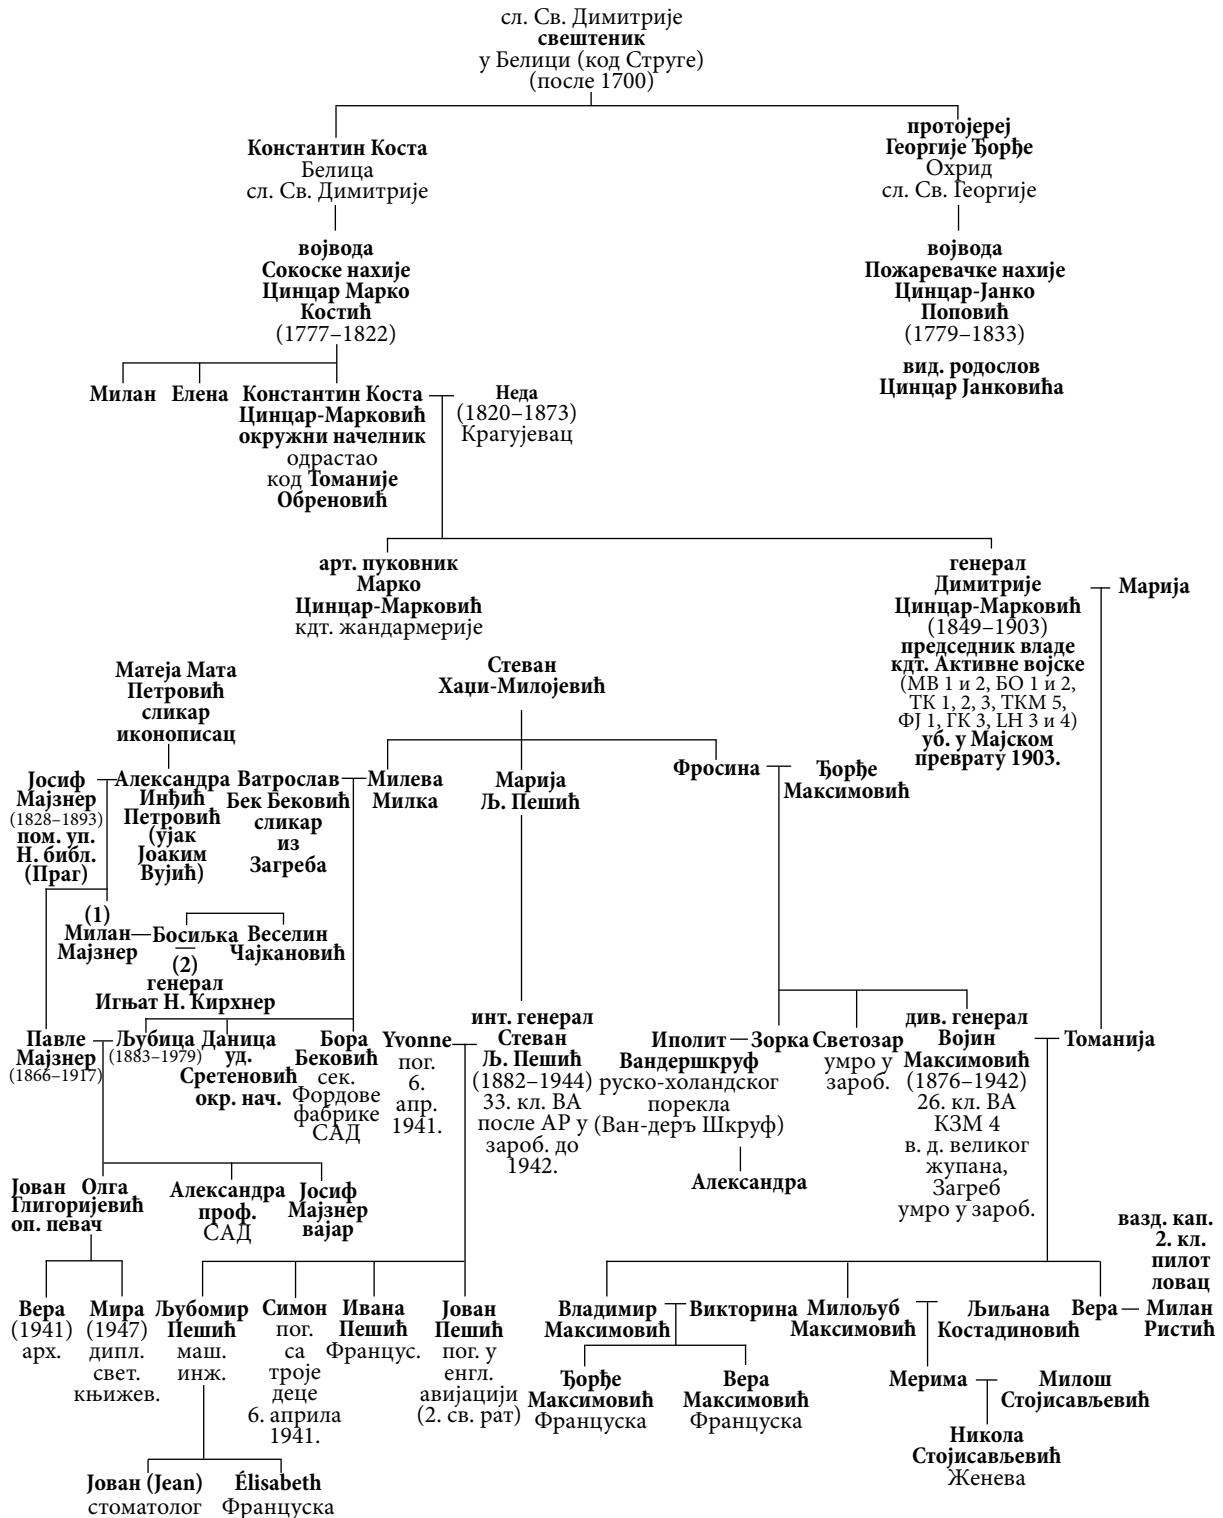 сл. Св. Димитрије
свештеник
у Белици (код Струге)
(после 1700)
Константин Коста
Белица
сл. Св. Димитрије
протојереј
Георгије Ђорђе
Охрид
сл. Св. Георгије
војвода
Сокоске нахије
Цинцар Марко
Костић
(1777–1822)
војвода
Пожаревачке нахије
Цинцар-Јанко
Поповић
(1779–1833)
вид. родослов
Цинцар Јанковића
Милан
Елена
Константин Коста
Цинцар-Марковић
окружни начелник
одрастао
код Томаније
Обреновић
Неда
(1820–1873)
Крагујевац
арт. пуковник
Марко
Цинцар-Марковић
кдт. жандармерије
генерал
Димитрије
Цинцар-Марковић
(1849–1903)
председник владе
кдт. Активне војске
(МВ 1 и 2, БО 1 и 2,
ТК 1, 2, 3, ТКМ 5,
ФЈ 1, ГК 3, LH 3 и 4)
уб. у Мајском
преврату 1903.
Марија
Матеја Мата
Петровић
сликар
иконописац
Стеван
Хаџи-Милојевић
Јосиф
Мајзнер
(1828–1893)
пом. уп.
Н. библ.
(Праг)
Александра
Инђић
Петровић
(ујак
Јоаким
Вујић)
Ватрослав
Бек Бековић
сликар
из
Загреба
Милева
Милка
Марија
Љ. Пешић
Фросина
Ђорђе
Максимовић
(1)
Милан
Мајзнер
Босиљка
(2)
генерал
Игњат Н. Кирхнер
Веселин
Чајкановић
Павле
Мајзнер
(1866–1917)
Љубица
(1883–1979)
Даница
уд.
Сретеновић
окр. нач.
Бора
Бековић
сек.
Фордове
фабрике
САД
Yvonne
пог.
6.
апр.
1941.
инт. генерал
Стеван
Љ. Пешић
(1882–1944)
33. кл. ВА
после АР у
зароб. до
1942.
Иполит
Вандершкруф
руско-холандског
порекла
(Ван-деръ Шкруф)
Зорка
Светозар
умро у
зароб.
див. генерал
Војин
Максимовић
(1876–1942)
26. кл. ВА
КЗМ 4
в. д. великог
жупана,
Загреб
умро у зароб.
Томанија
Александра
Јован
Глигоријевић
оп. певач
Олга
Александра
проф.
САД
Јосиф
Мајзнер
вајар
вазд. кап.
2. кл.
пилот
ловац
Вера
(1941)
арх.
Мира
(1947)
дипл.
свет.
књижев.
Љубомир
Пешић
маш.
инж.
Симон
пог.
са
троје
деце
6. априла
1941.
Ивана
Пешић
Францус.
Јован
Пешић
пог. у
енгл.
авијацији
(2. св. рат)
Владимир
Максимовић
Викторина
Милољуб
Максимовић
Љиљана
Костадиновић
Вера
Милан
Ристић
Ђорђе
Максимовић
Француска
Вера
Максимовић
Француска
Мерима
Милош
Стојисављевић
Никола
Стојисављевић
Женева
Јован (Jean)
стоматолог
Élisabeth
Француска